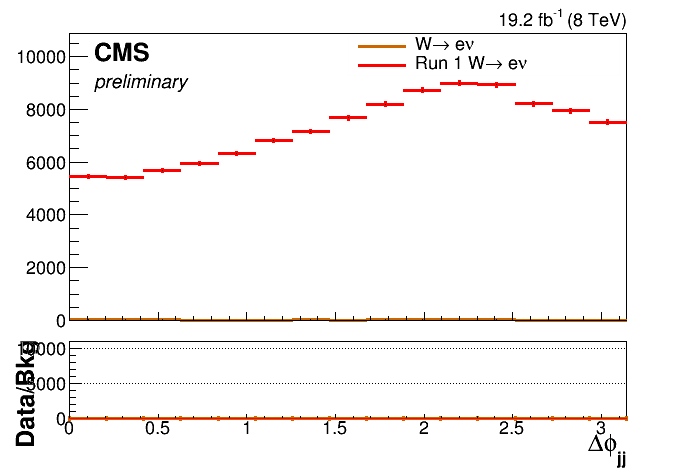 19.2 fb-1 (8 TeV)
CMS
preliminary
W→ eν
Run 1 W→ eν
10000
8000
6000
4000
2000
0
Data/Bkg
5000
0
0 0.5 1 1.5 2 2.5 3
Δϕjj